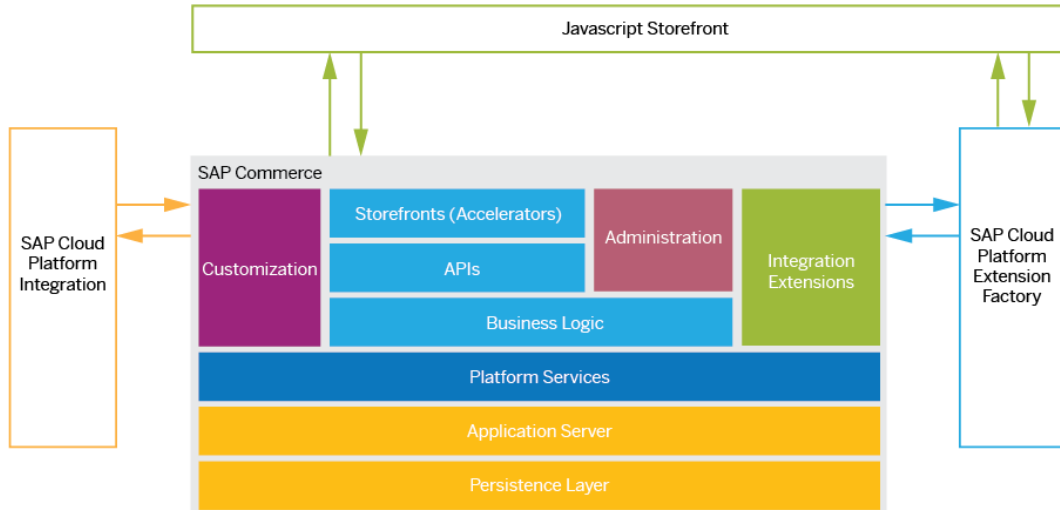 Javascript Storefront
SAP Commerce
SAP Cloud
Platform
Integration
Customization
Storefronts (Accelerators)
APIs
Administration
Business Logic
Integration
Extensions
SAP Cloud
Platform
Extension
Factory
Platform Services
Application Server
Persistence Layer